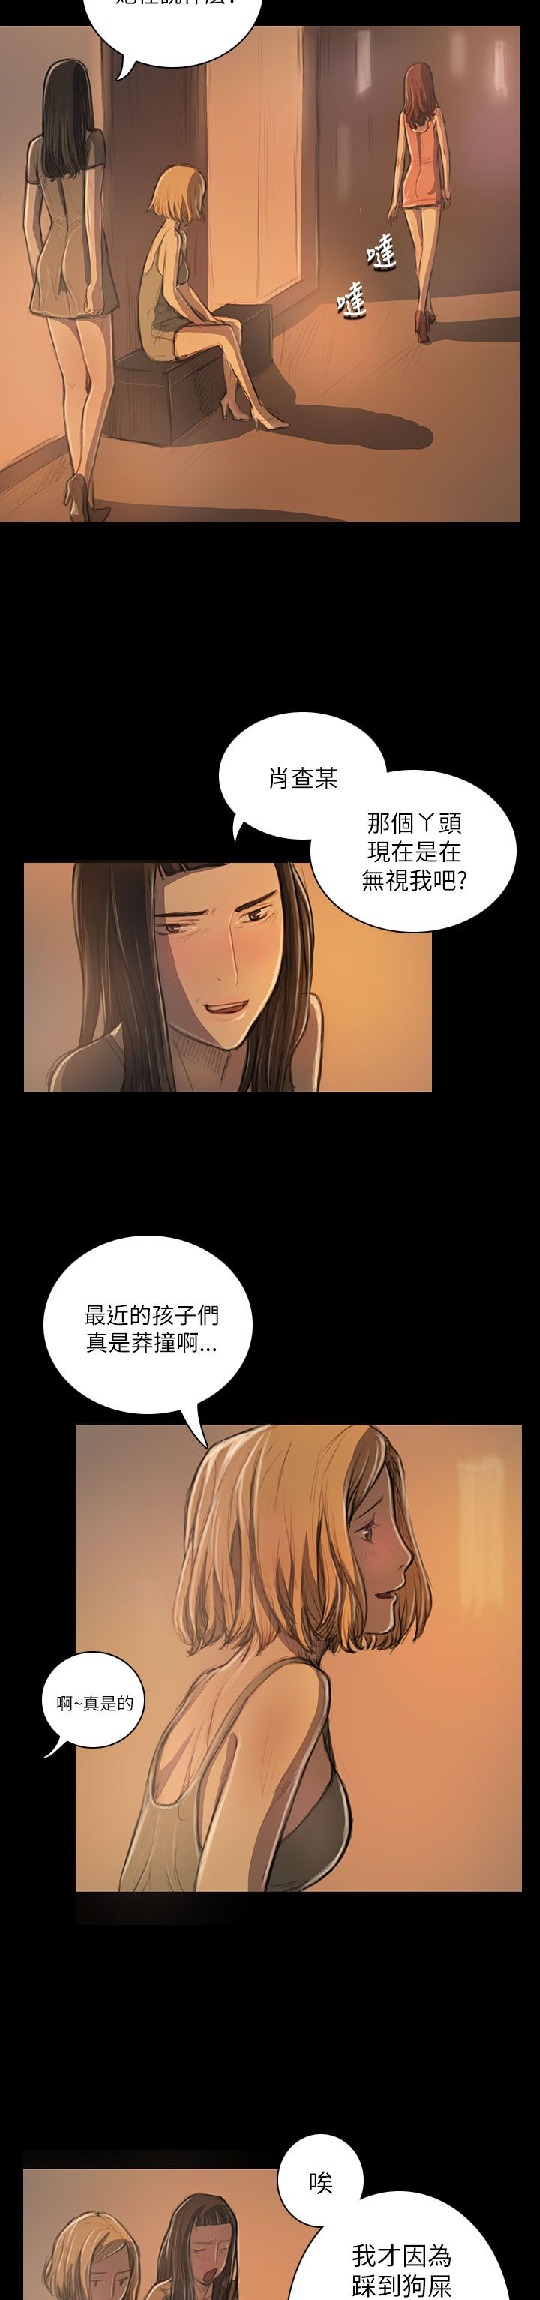 噠
噠
肖查某
那個丫頭
現在是在
無視我吧?
最近的孩子們
真是莽撞啊...
啊~真是的
唉
我才因為
踩到狗屎